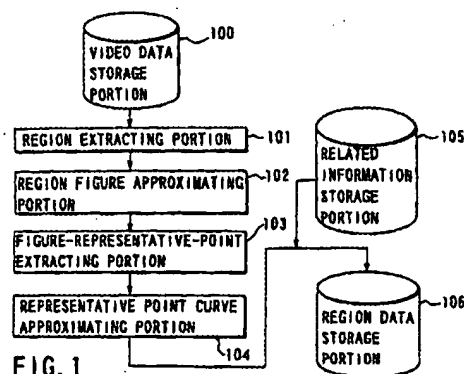 100
VIDEO DATA
STORAGE
PORTION
REGION EXTRACTING PORTION
101
REGION FIGURE APPROXIMATING
PORTION
102
FIGURE-REPRESENTATIVE-POINT
EXTRACTING PORTION
103
REPRESENTATIVE POINT CURVE
APPROXIMATING PORTION
104
105
RELATED
INFORMATION
STORAGE
PORTION
REGION DATA
STORAGE
PORTION
106
FIG. 1